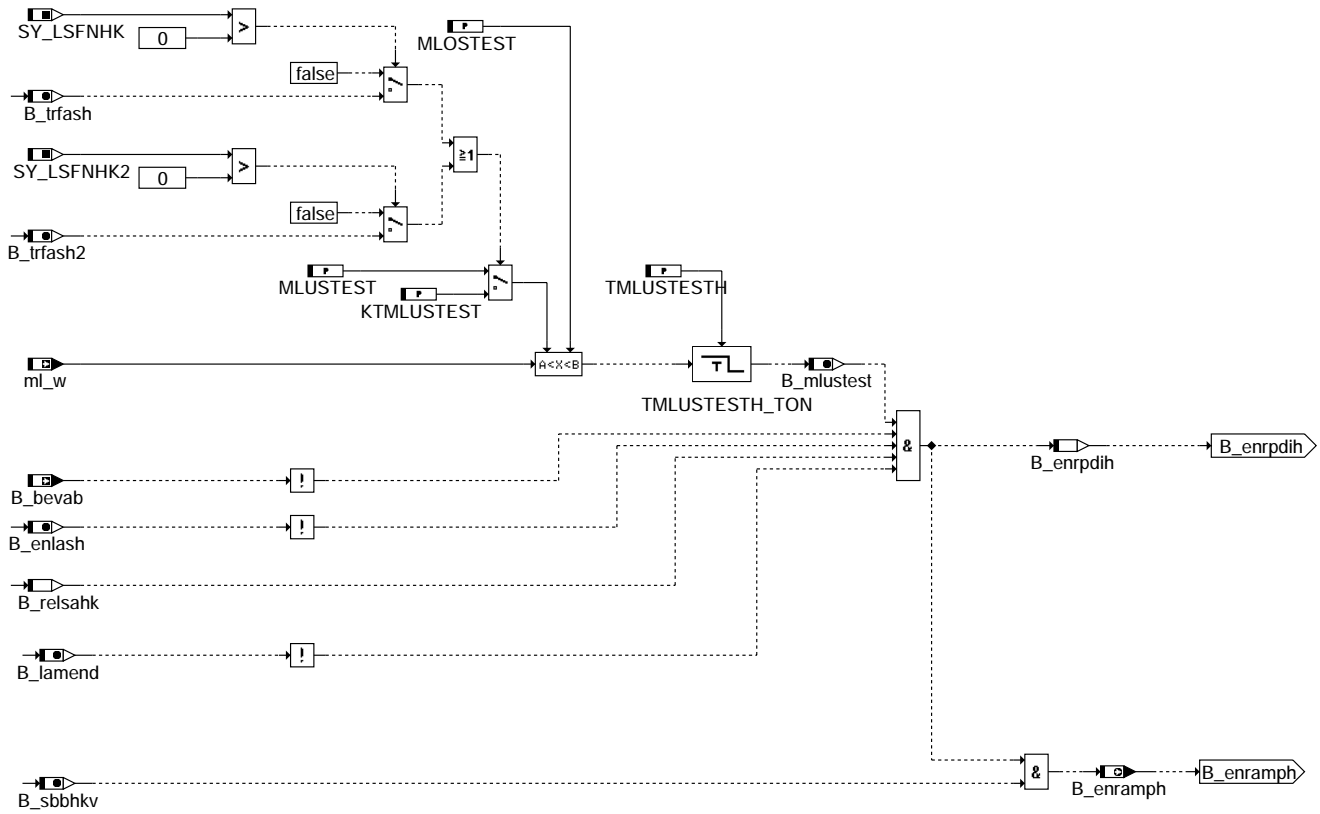 SY_LSFNHK
0
>
MLOSTEST
P
false
B_trfash
SY_LSFNHK2
0
>
≧1
false
B_trfash2
MLUSTEST
P
KTMLUSTEST
P
TMLUSTESTH
P
ml_w
A<X<B
T
TMLUSTESTH_TON
B_mlustest
&
B_enrpdih
B_enrpdih
B_bevab
!
B_enlash
!
B_relsahk
B_lamend
!
B_sbbhkv
&
B_enramph
B_enramph